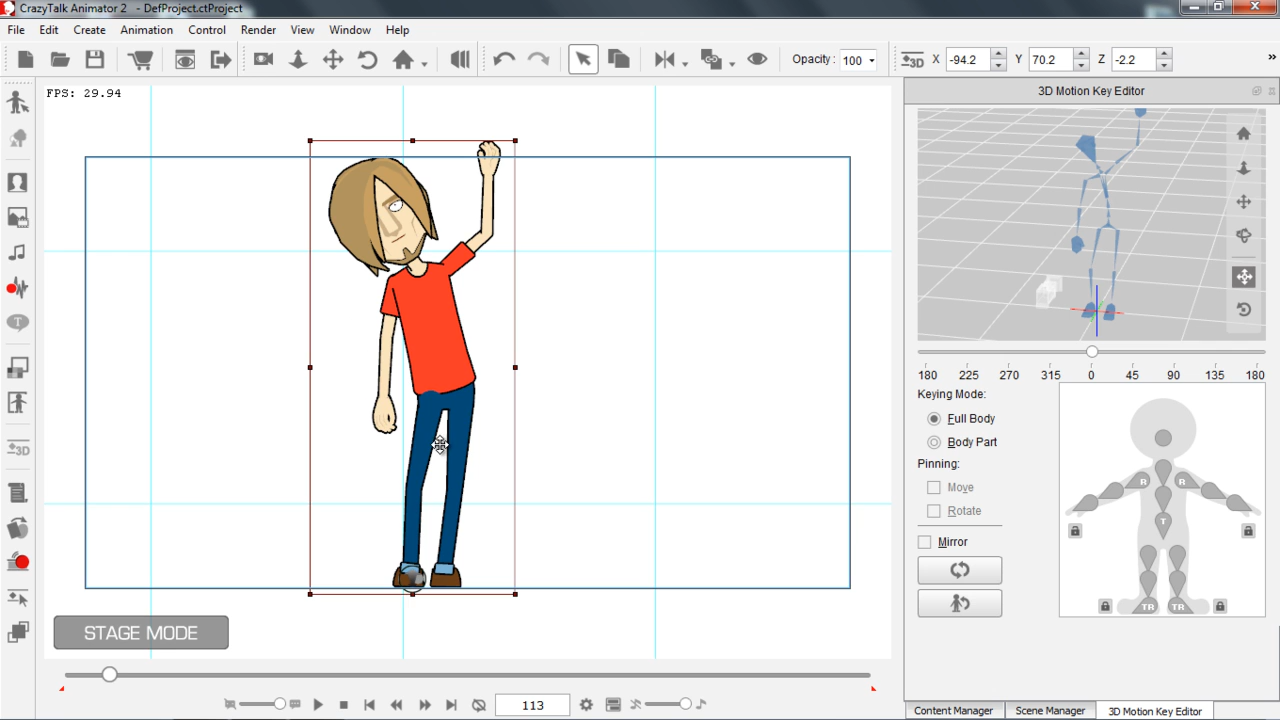 CrazyTalk Animator 2 - DefProject.ctProject
File Edit Create Animation Control Render View Window Help
Opacity : 100 3D X -94.2 Y 70.2 Z -2.2 »
FPS: 29.94
3D Motion Key Editor
180 225 270 315 0 45 90 135 180
Keying Mode:
Full Body
Body Part
Pinning:
Move
Rotate
Mirror
R R
T
TR TR
T
3D
STAGE MODE
113
Content Manager Scene Manager 3D Motion Key Editor